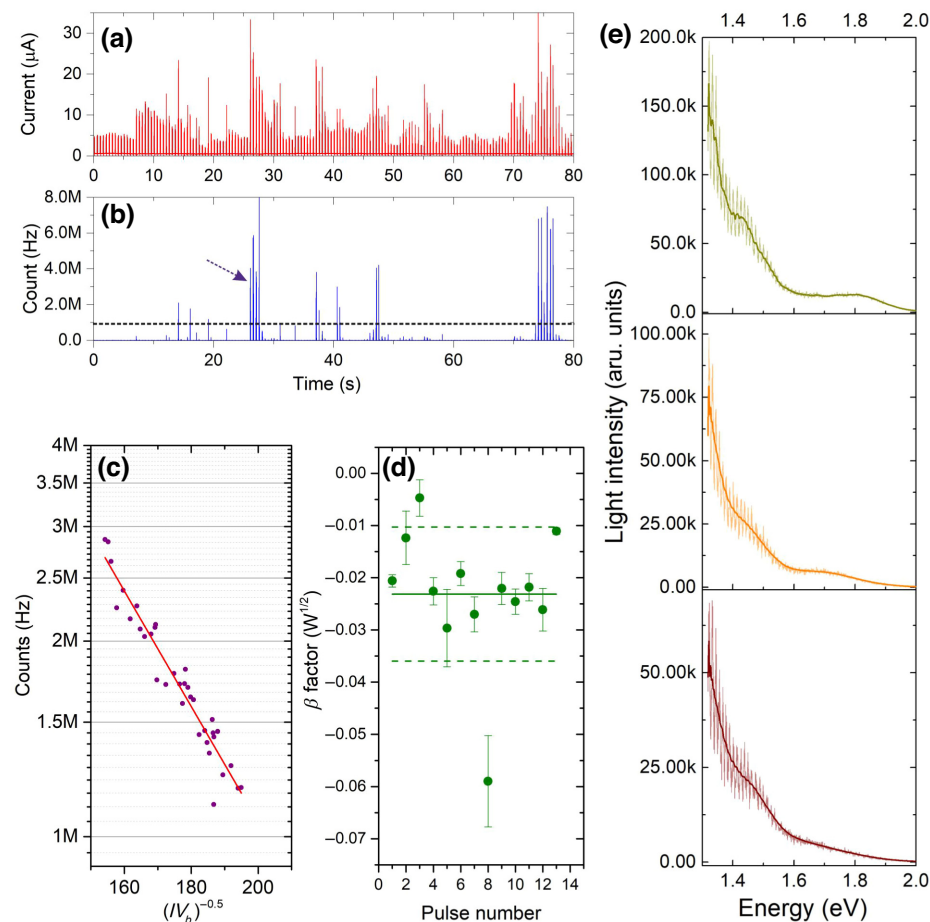 (a)
Current (μA)
30
20
10
0
0 10 20 30 40 50 60 70 80
(b)
Count (Hz)
8.0M
6.0M
4.0M
2.0M
0.0
0 20 40 60 80
Time (s)
(c)
Counts (Hz)
4M
3.5M
3M
2.5M
2M
1.5M
1M
160 180 200
(IVb)^−0.5
(d)
β factor (W^1/2)
0.00
−0.01
−0.02
−0.03
−0.04
−0.05
−0.06
−0.07
0 2 4 6 8 10 12 14
Pulse number
(e)
1.4 1.6 1.8 2.0
Light intensity (aru. units)
200.0k
150.0k
100.0k
50.0k
0.0
100.00k
75.00k
50.00k
25.00k
0.00
50.00k
25.00k
0.00
1.4 1.6 1.8 2.0
Energy (eV)